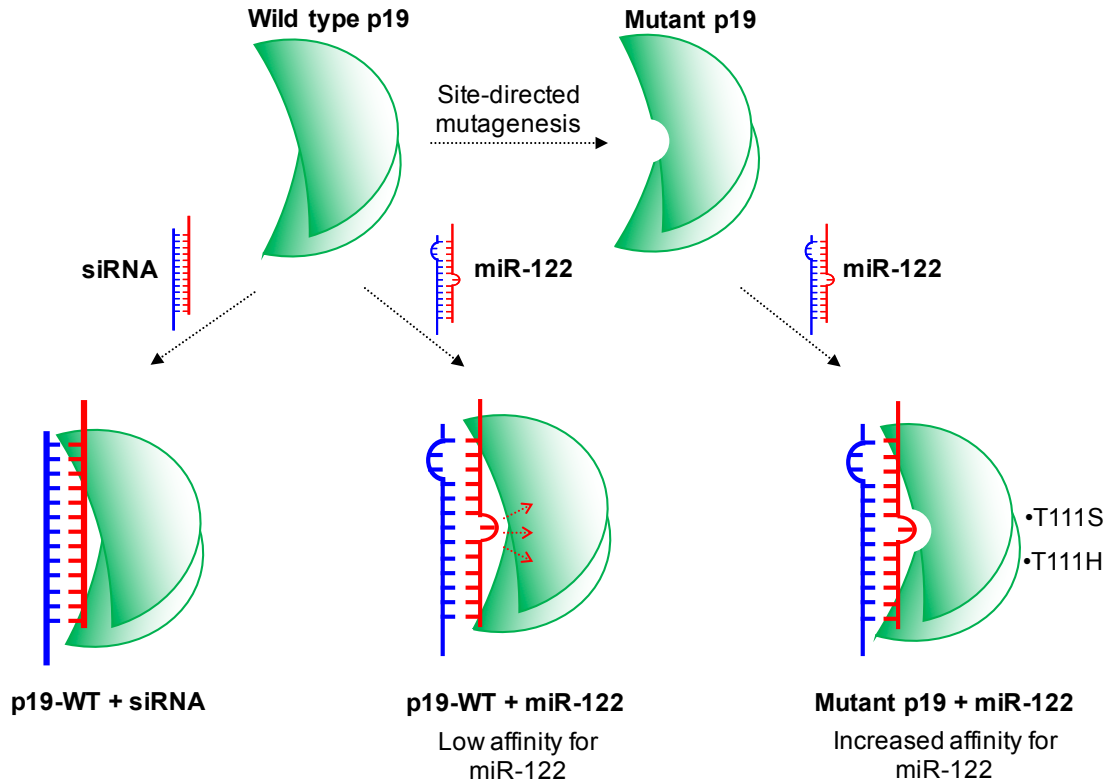 Wild type p19
Mutant p19
Site-directed
mutagenesis
siRNA
miR-122
miR-122
•T111S
•T111H
p19-WT + siRNA
p19-WT + miR-122
Mutant p19 + miR-122
Low affinity for
miR-122
Increased affinity for
miR-122